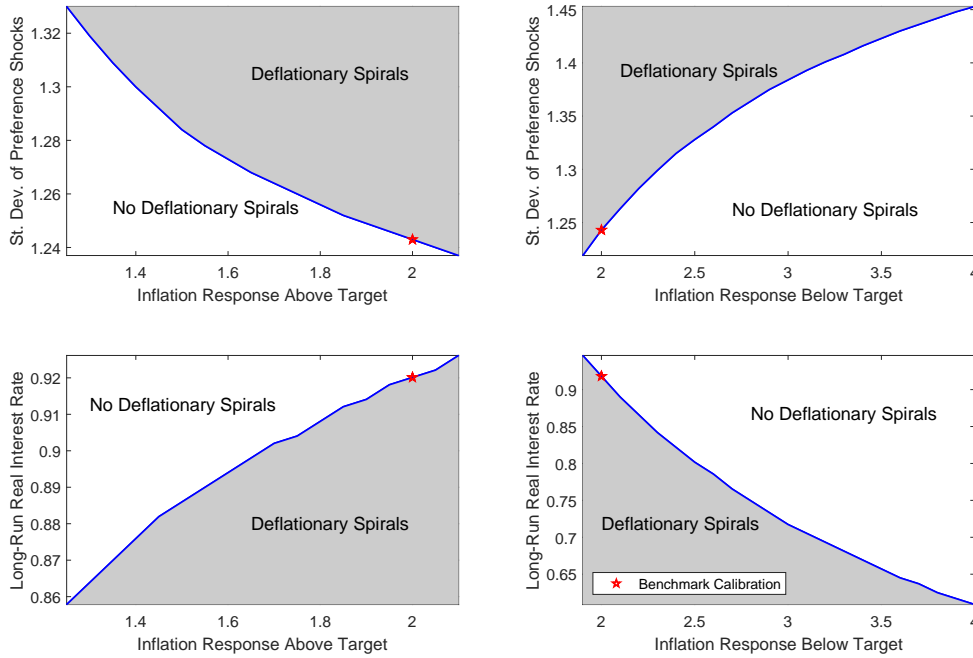 St. Dev. of Preference Shocks
1.32
1.3
1.28
1.26
1.24
Deflationary Spirals
No Deflationary Spirals
1.4
1.6
1.8
2
Inflation Response Above Target
St. Dev. of Preference Shocks
1.45
1.4
1.35
1.3
1.25
Deflationary Spirals
No Deflationary Spirals
2
2.5
3
3.5
4
Inflation Response Below Target
Long-Run Real Interest Rate
0.92
0.91
0.9
0.89
0.88
0.87
0.86
No Deflationary Spirals
Deflationary Spirals
1.4
1.6
1.8
2
Inflation Response Above Target
Long-Run Real Interest Rate
0.9
0.85
0.8
0.75
0.7
0.65
No Deflationary Spirals
Deflationary Spirals
Benchmark Calibration
2
2.5
3
3.5
4
Inflation Response Below Target